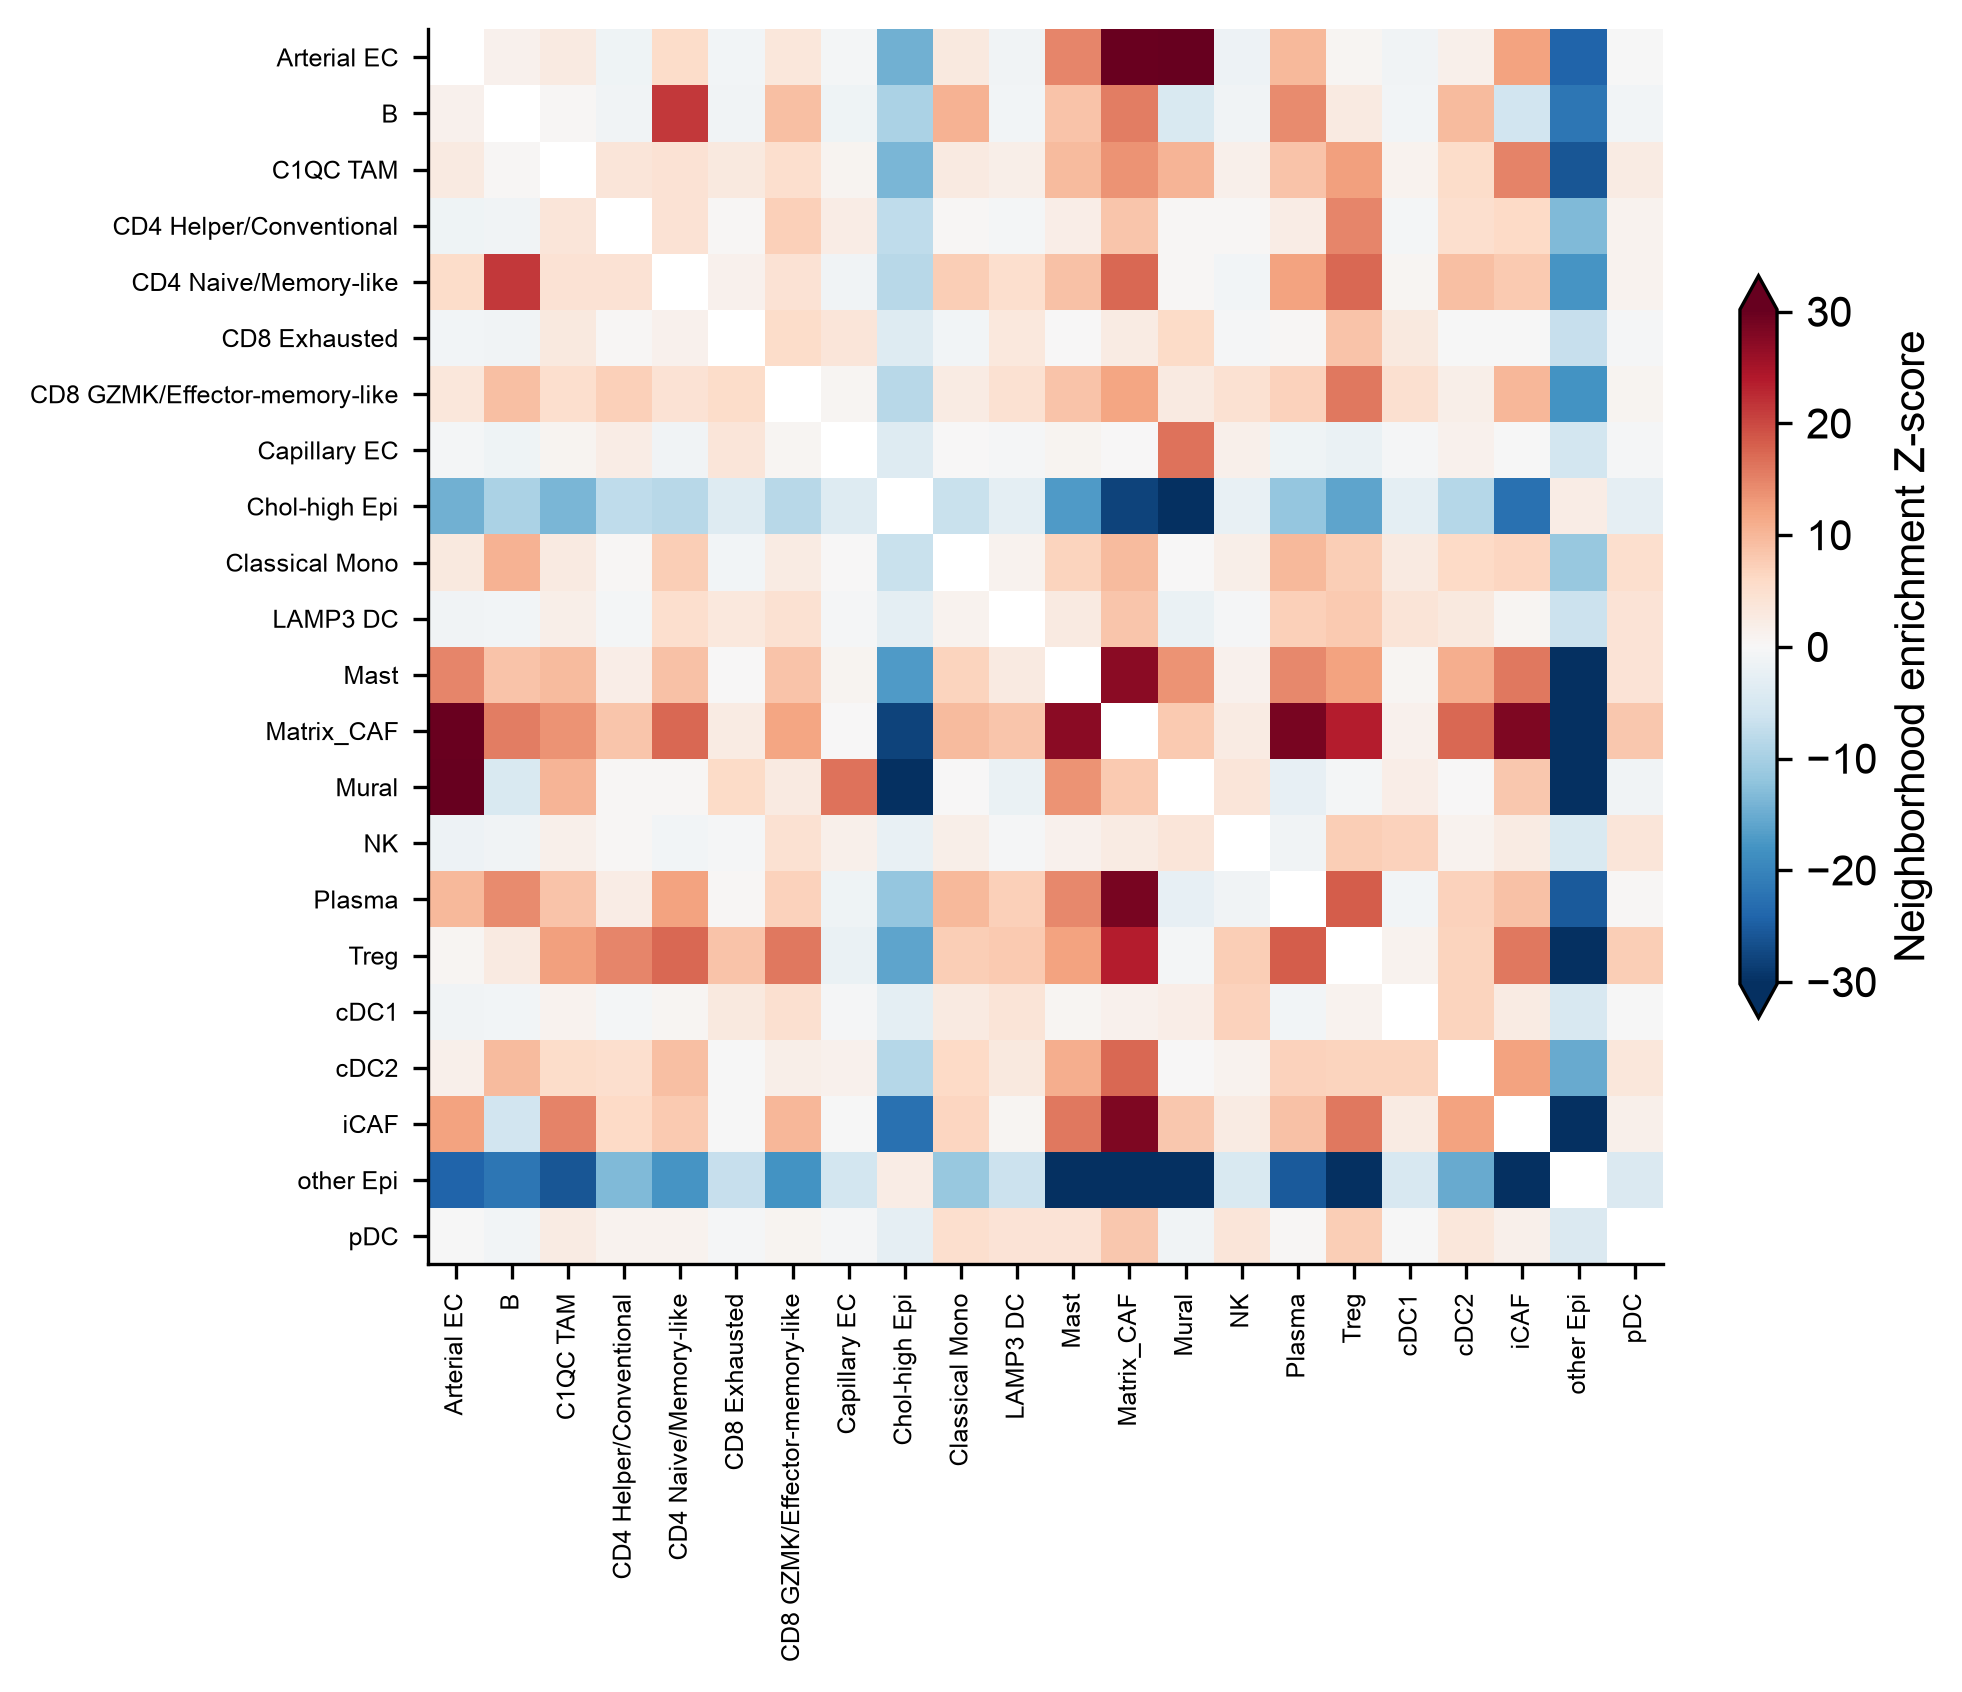 Arterial EC
B
C1QC TAM
CD4 Helper/Conventional
CD4 Naive/Memory-like
CD8 Exhausted
CD8 GZMK/Effector-memory-like
Capillary EC
Chol-high Epi
Classical Mono
LAMP3 DC
Mast
Matrix_CAF
Mural
NK
Plasma
Treg
cDC1
cDC2
iCAF
other Epi
pDC
Arterial EC
B
C1QC TAM
CD4 Helper/Conventional
CD4 Naive/Memory-like
CD8 Exhausted
CD8 GZMK/Effector-memory-like
Capillary EC
Chol-high Epi
Classical Mono
LAMP3 DC
Mast
Matrix_CAF
Mural
NK
Plasma
Treg
cDC1
cDC2
iCAF
other Epi
pDC
30
20
10
0
−10
−20
−30
Neighborhood enrichment Z-score